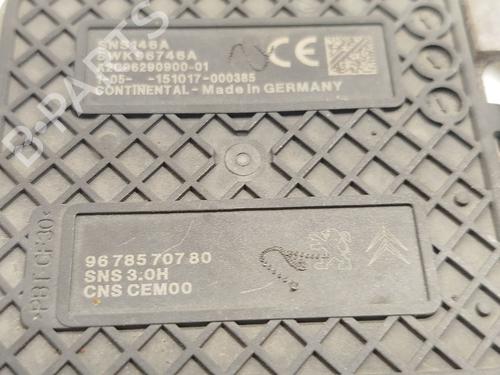 SNS146A
5WK96746A
A2C96290900-01
1-05- -151017-000385
CONTINENTAL - Made in GERMANY
CE
B-PARTS
>PBT GF30<
96 785 707 80
SNS 3.0H
CNS CEM00